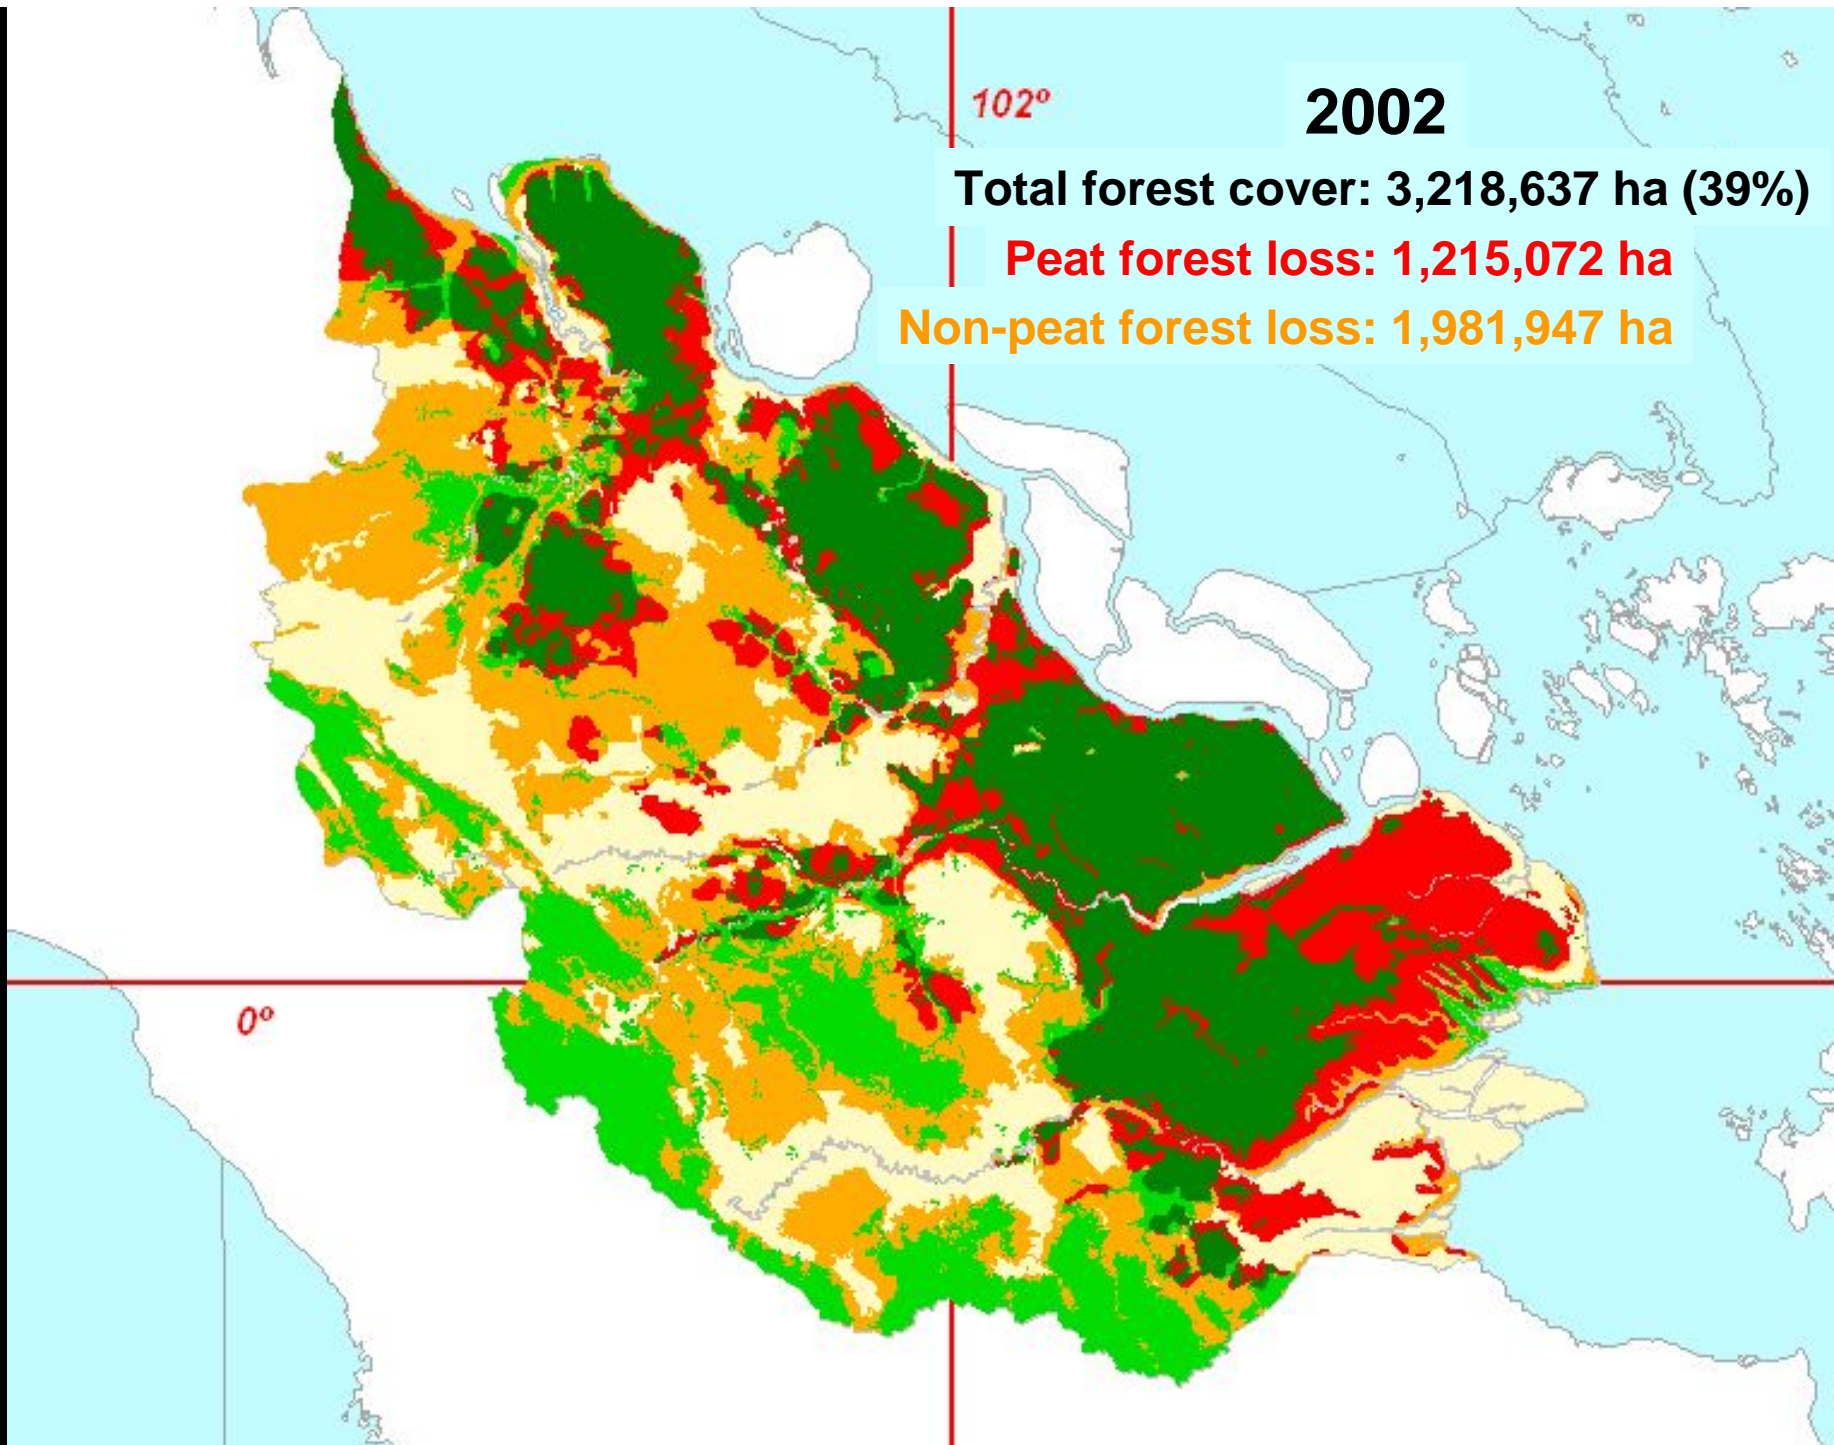 102º
2002
Total forest cover: 3,218,637 ha (39%)
Peat forest loss: 1,215,072 ha
Non-peat forest loss: 1,981,947 ha
0º